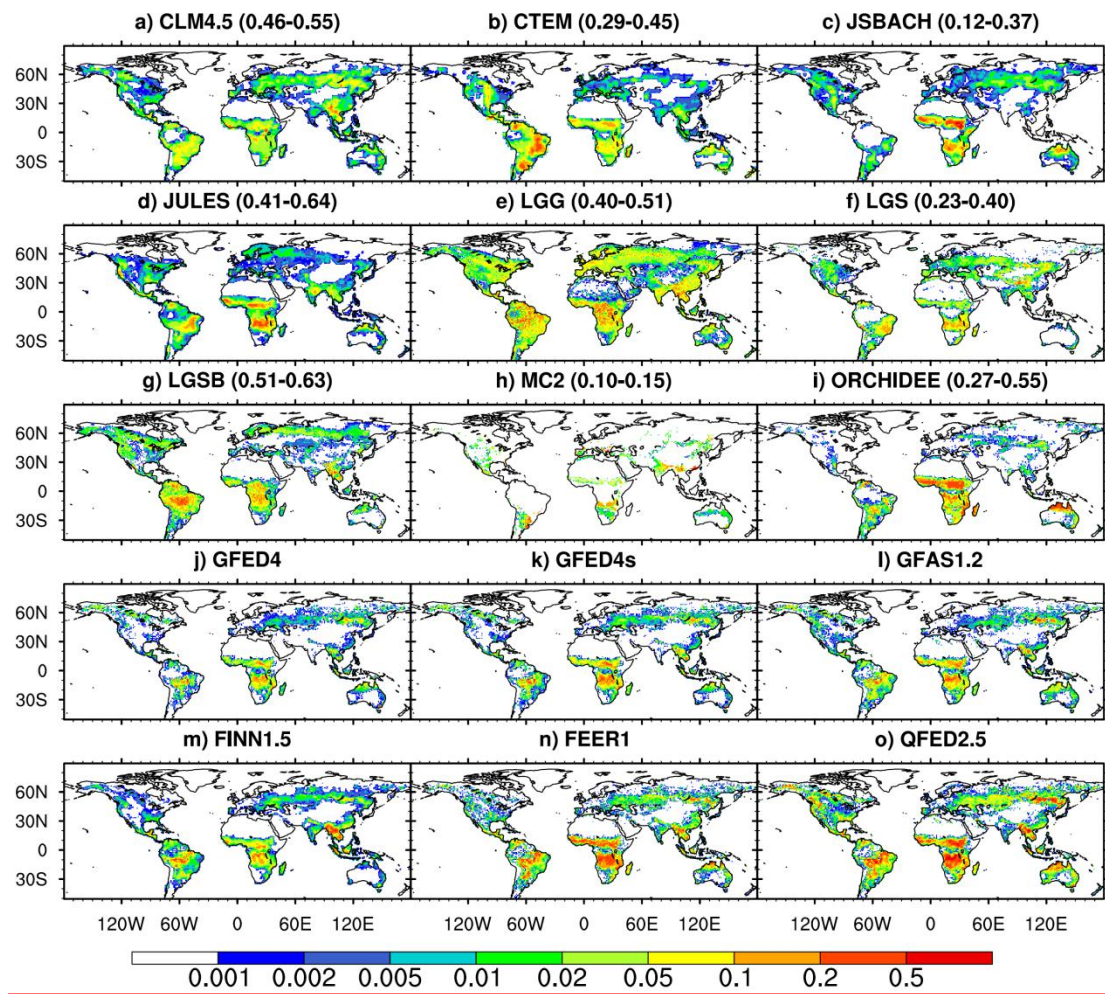 a) CLM4.5 (0.46-0.55) b) CTEM (0.29-0.45) c) JSBACH (0.12-0.37)
60N
30N
0
30S
d) JULES (0.41-0.64) e) LGG (0.40-0.51) f) LGS (0.23-0.40)
60N
30N
0
30S
g) LGSB (0.51-0.63) h) MC2 (0.10-0.15) i) ORCHIDEE (0.27-0.55)
60N
30N
0
30S
j) GFED4 k) GFED4s l) GFAS1.2
60N
30N
0
30S
m) FINN1.5 n) FEER1 o) QFED2.5
60N
30N
0
30S
120W 60W 0 60E 120E 120W 60W 0 60E 120E 120W 60W 0 60E 120E
0.001 0.002 0.005 0.01 0.02 0.05 0.1 0.2 0.5